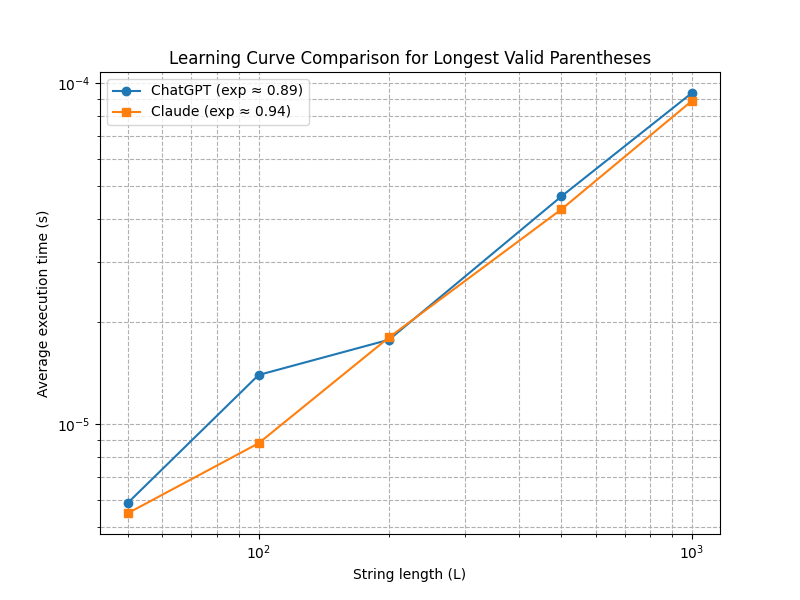 Learning Curve Comparison for Longest Valid Parentheses
ChatGPT (exp ≈ 0.89)
Claude (exp ≈ 0.94)
Average execution time (s)
10⁻⁴
10⁻⁵
10²
10³
String length (L)